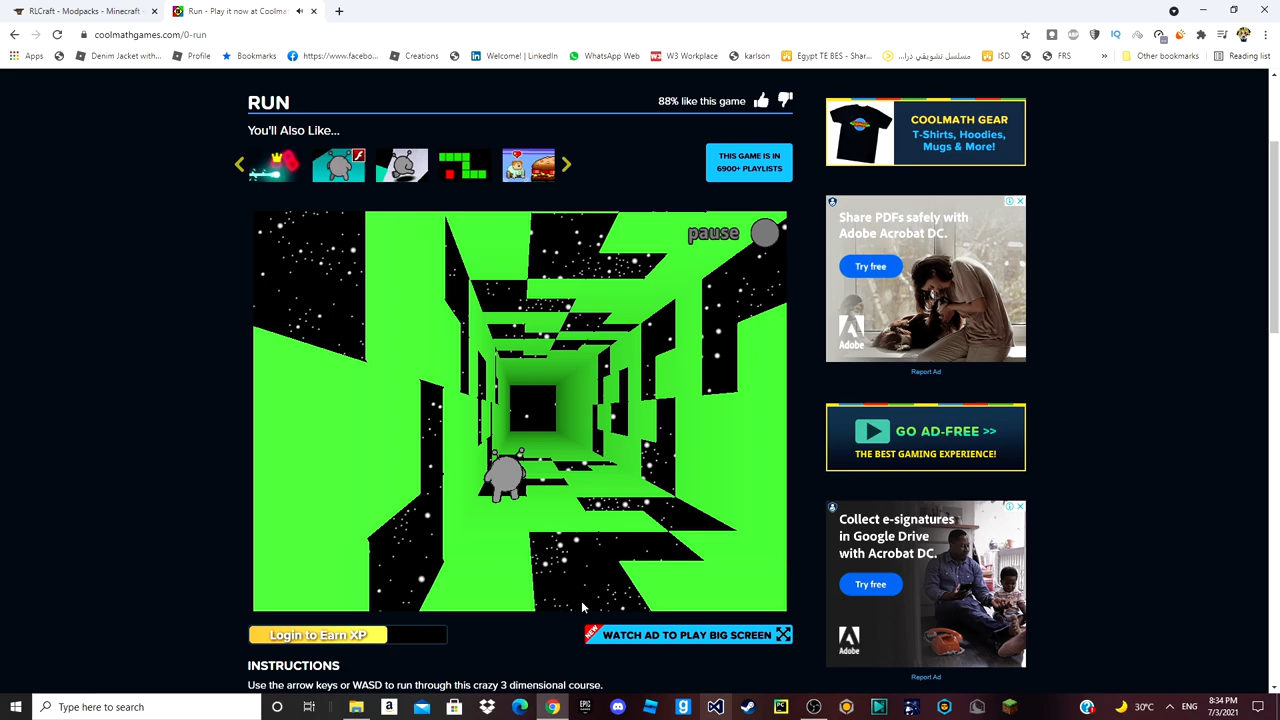 RLCraft - Modpacks - Minecraft -
Run - Play it now at Coolma
coolmathgames.com/0-run
Apps
Denim Jacket with...
Profile
Bookmarks
https://www.facebo...
Creations
Welcome! | LinkedIn
WhatsApp Web
W3 Workplace
karlson
Egypt TE BES - Shar...
مسلسل تشويقي درا...
ISD
FRS
Other bookmarks
Reading list
RUN
88% like this game
You'll Also Like...
THIS GAME IS IN
6900+ PLAYLISTS
pause
COOLMATH GEAR
T-Shirts, Hoodies,
Mugs & More!
Share PDFs safely with
Adobe Acrobat DC.
Try free
Adobe
Report Ad
GO AD-FREE >>
THE BEST GAMING EXPERIENCE!
Collect e-signatures
in Google Drive
with Acrobat DC.
Try free
Adobe
Report Ad
Login to Earn XP
NEW
WATCH AD TO PLAY BIG SCREEN
INSTRUCTIONS
Use the arrow keys or WASD to run through this crazy 3 dimensional course.
Type here to search
30°C
ENG
8:34 PM
7/3/2021